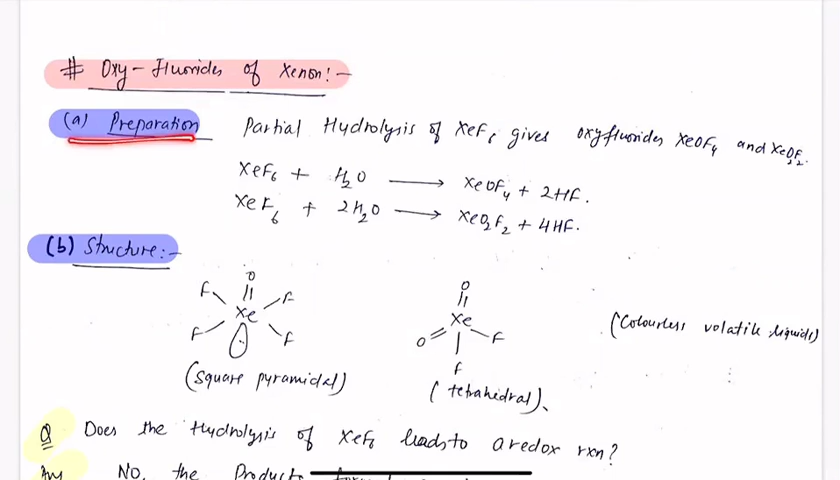 # Oxy-Fluorides of Xenon:-
(a) Preparation Partial Hydrolysis of XeF₆ gives oxyfluorides XeOF₄ and XeO₂F₂.
XeF₆ + H₂O → XeOF₄ + 2HF.
XeF₆ + 2H₂O → XeO₂F₂ + 4HF.
(b) Structure:-
O O
F F
Xe Xe
F F O F
F
(Colourless volatile liquids)
(square pyramidal) (tetrahedral).
Q Does the Hydrolysis of XeF₆ leads to a redox rxn?
Ans No, the Products